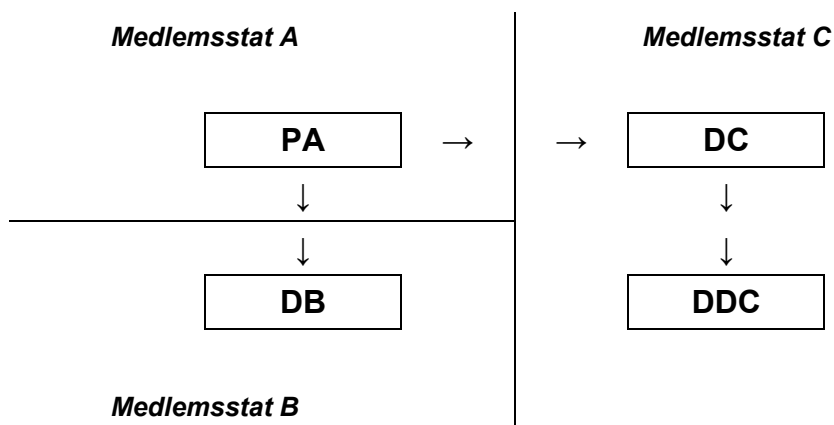 Medlemsstat A Medlemsstat C
PA → → DC
↓ ↓
↓ ↓
DB DDC
Medlemsstat B